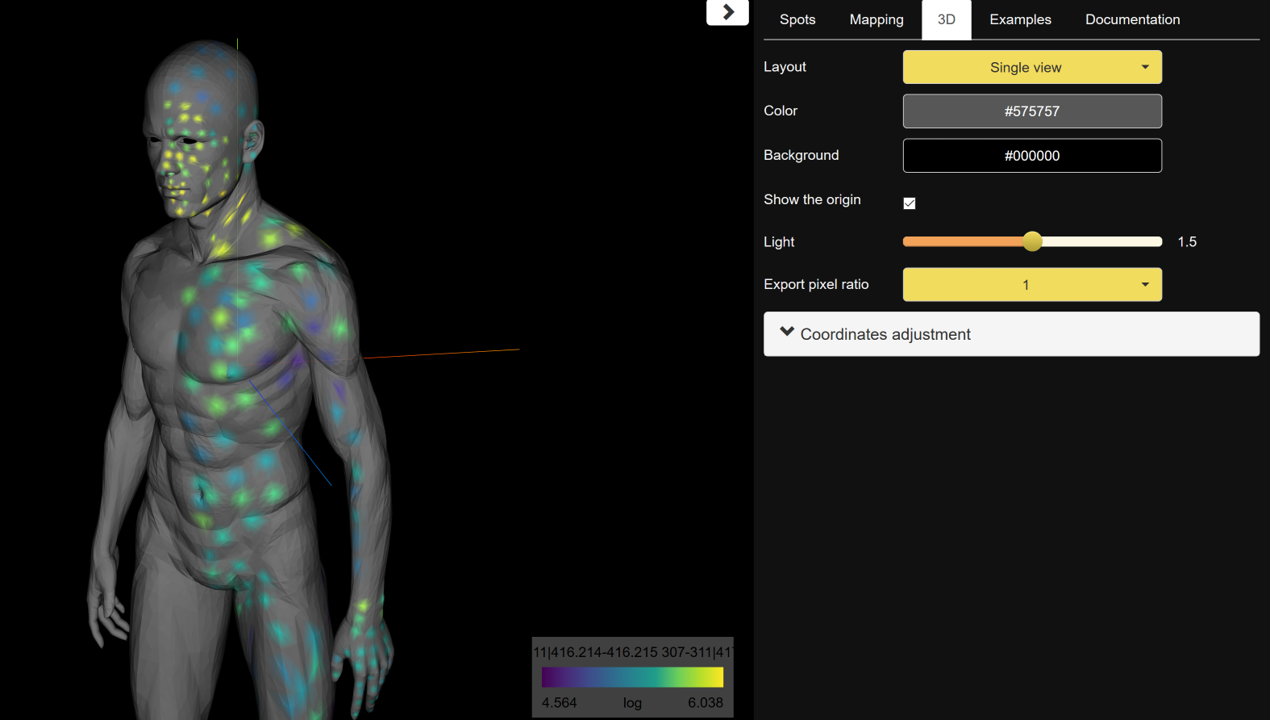 Spots Mapping 3D Examples Documentation
Layout Single view
Color #575757
Background #000000
Show the origin
Light 1.5
Export pixel ratio 1
Coordinates adjustment
11|416.214-416.215 307-311|417
4.564 log 6.038